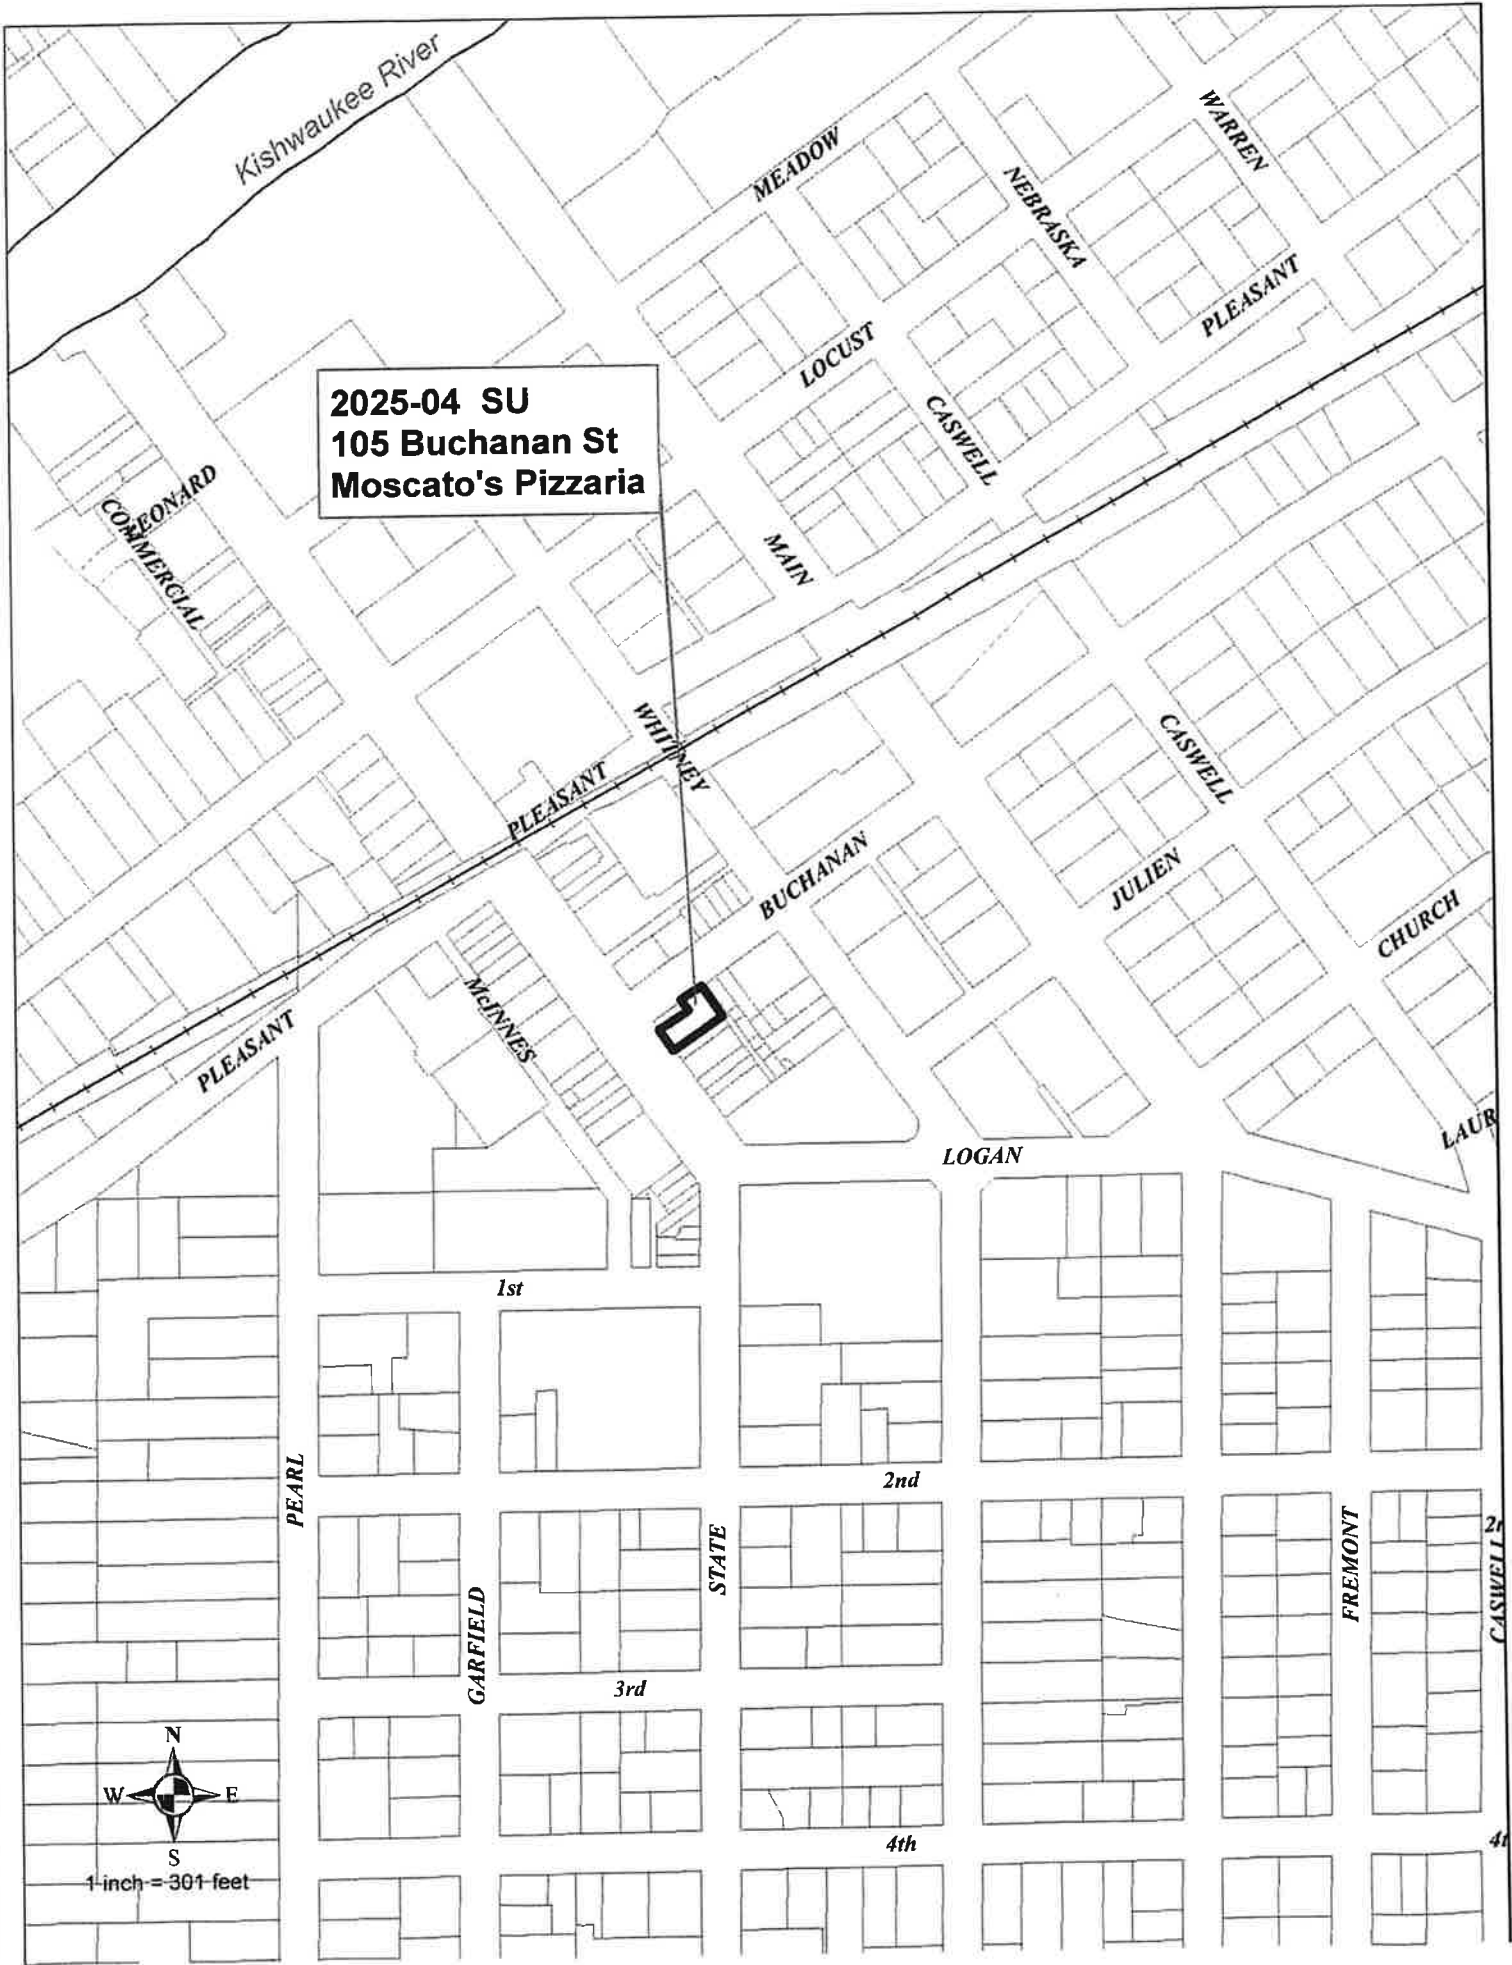 Kishwaukee River
WARREN
MEADOW
NEBRASKA
PLEASANT
LOCUST
2025-04 SU
105 Buchanan St
Moscato's Pizzaria
CASWELL
LEONARD
COMMERCIAL
MAIN
WHITNEY
CASWELL
PLEASANT
BUCHANAN
JULIEN
CHURCH
McINNES
PLEASANT
LAUR
LOGAN
1st
2nd
PEARL
STATE
FREMONT
CASWELL
GARFIELD
3rd
N
W E
S
1 inch = 301 feet
4th